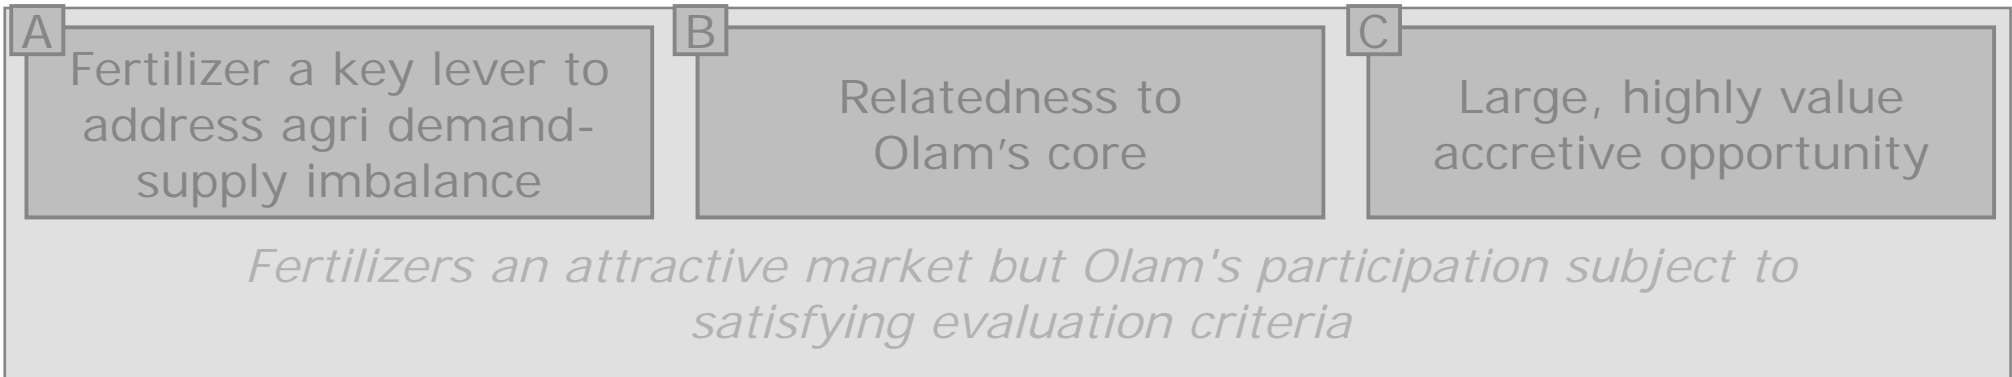 A
Fertilizer a key lever to
address agri demand-
supply imbalance
B
Relatedness to
Olam’s core
C
Large, highly value
accretive opportunity
Fertilizers an attractive market but Olam's participation subject to
satisfying evaluation criteria